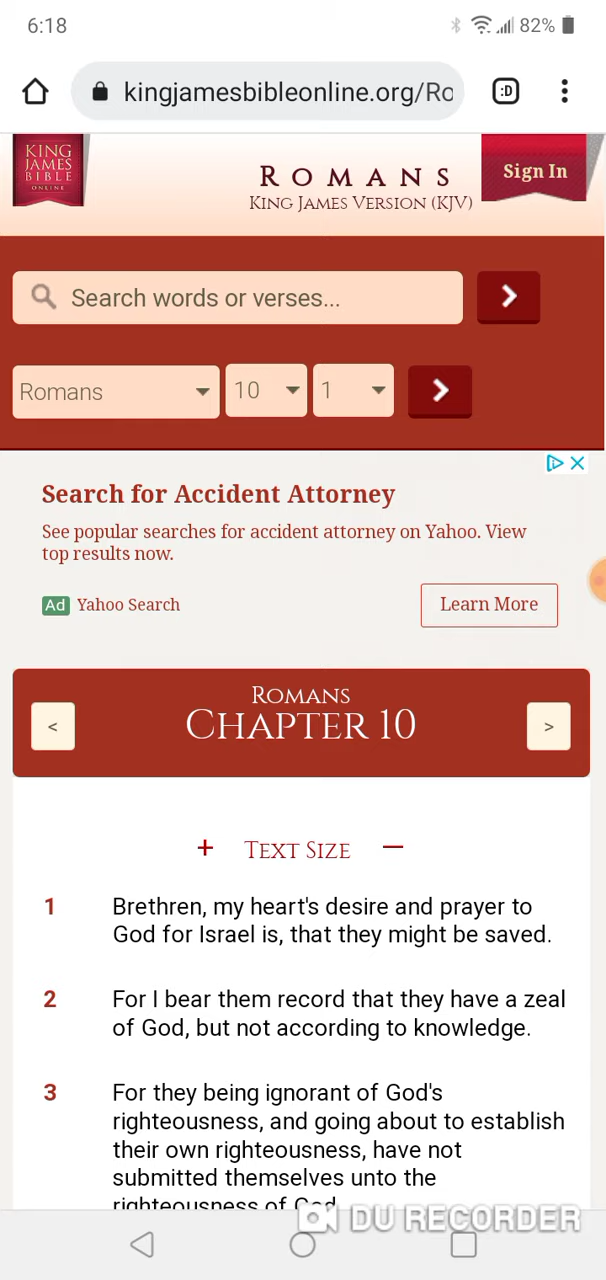 6:18
82%
kingjamesbibleonline.org/Ro
:D
KING
JAMES
BIBLE
ONLINE
ROMANS
KING JAMES VERSION (KJV)
Sign In
Search words or verses...
Romans
10
1
Search for Accident Attorney
See popular searches for accident attorney on Yahoo. View
top results now.
Ad Yahoo Search
Learn More
<
ROMANS
CHAPTER 10
>
+ TEXT SIZE −
1 Brethren, my heart's desire and prayer to
God for Israel is, that they might be saved.
2 For I bear them record that they have a zeal
of God, but not according to knowledge.
3 For they being ignorant of God's
righteousness, and going about to establish
their own righteousness, have not
submitted themselves unto the
righteousness of God
DU RECORDER